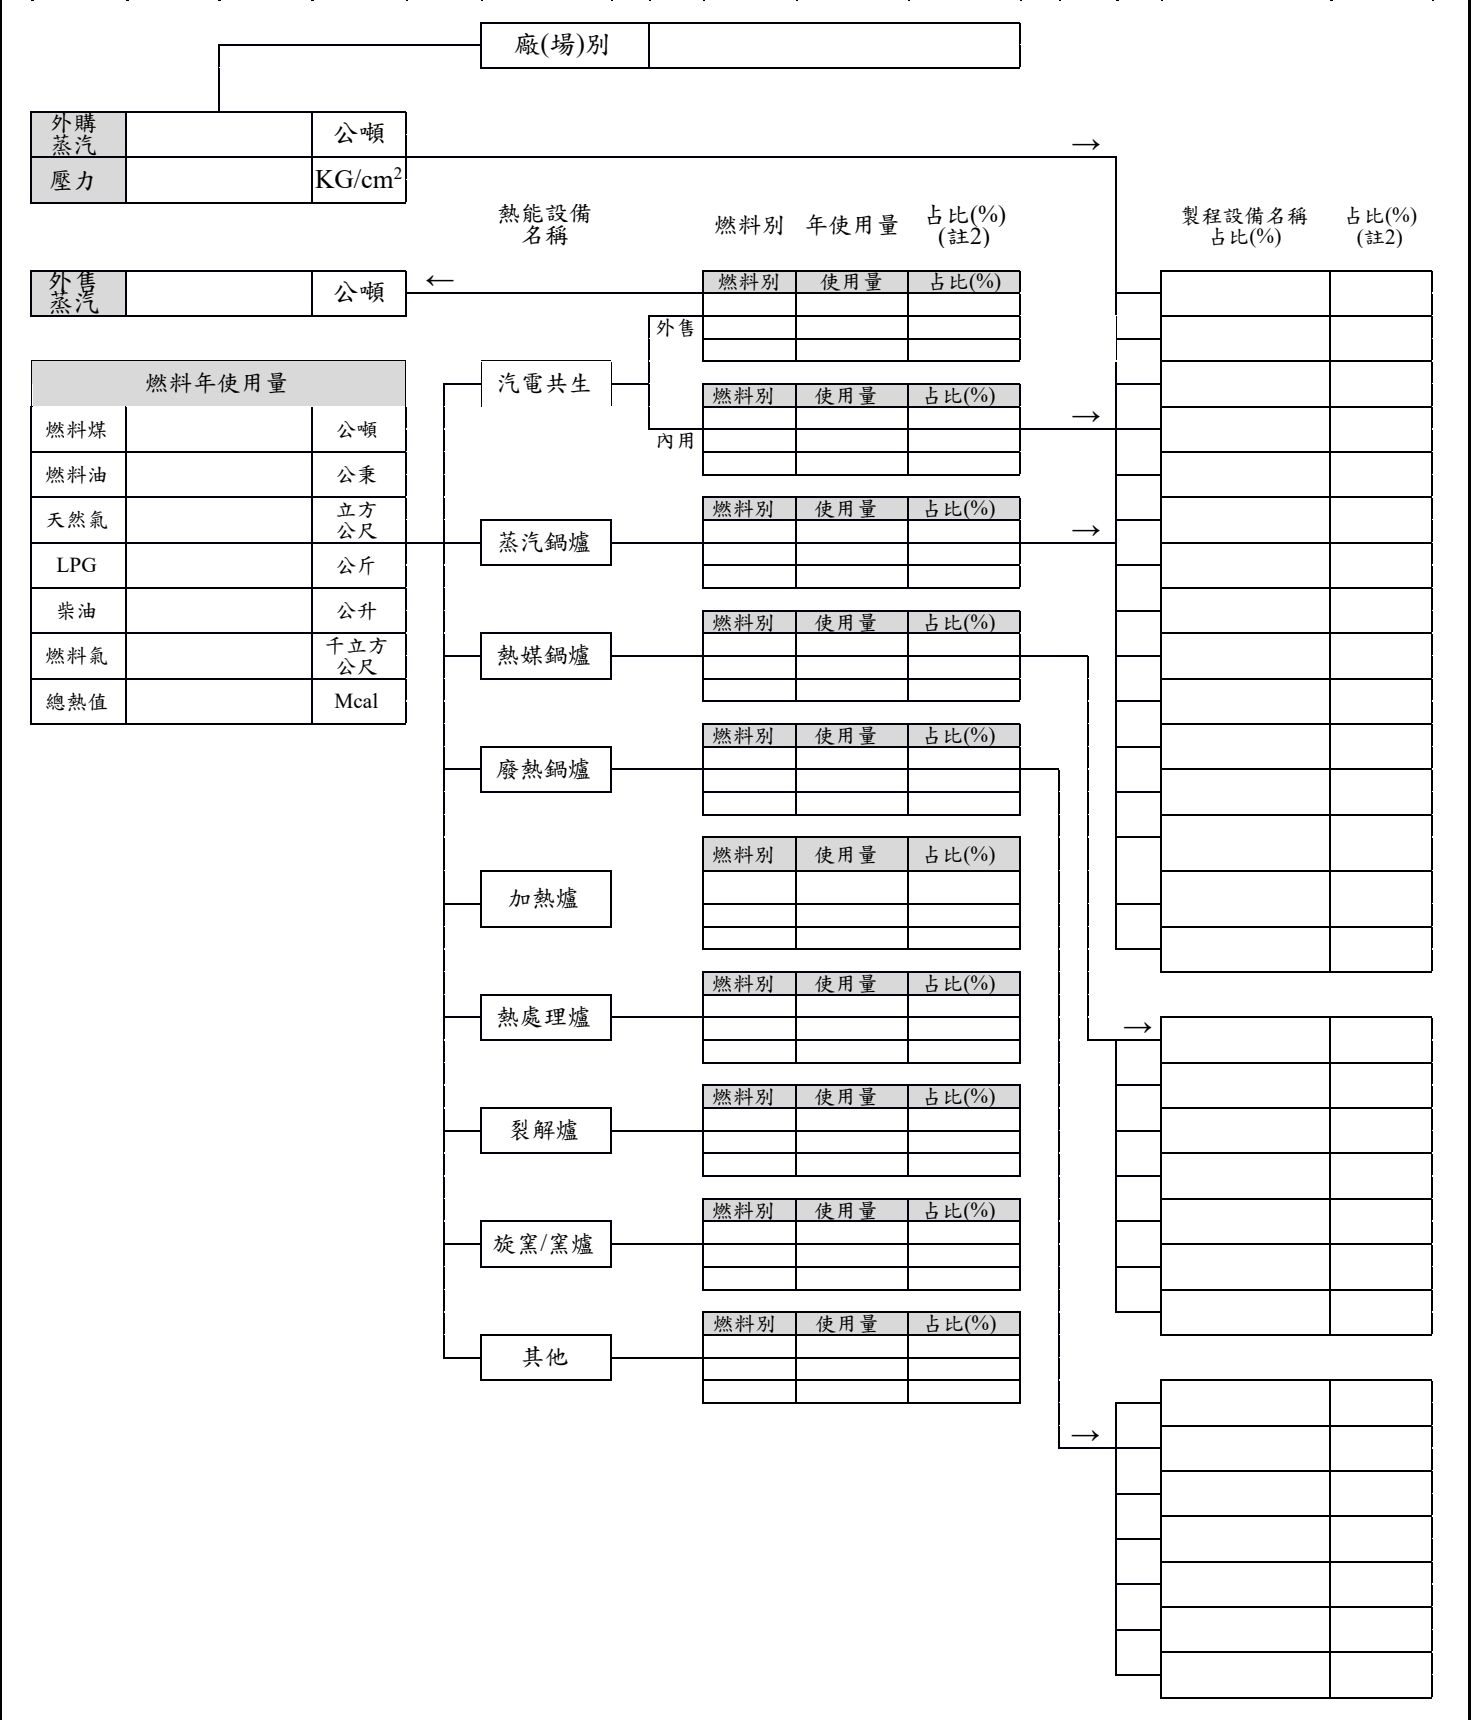 廠(場)別
外購
蒸汽
公噸
→
壓力
KG/cm²
熱能設備
名稱
燃料別
年使用量
占比(%)
(註2)
製程設備名稱
占比(%)
占比(%)
(註2)
外售
蒸汽
公噸
←
燃料別 使用量 占比(%)
外售
燃料年使用量
汽電共生
燃料別 使用量 占比(%)
→
內用
燃料煤 公噸
燃料油 公秉
天然氣 立方
公尺
LPG 公斤
柴油 公升
燃料氣 千立方
公尺
總熱值 Mcal
燃料別 使用量 占比(%)
→
蒸汽鍋爐
燃料別 使用量 占比(%)
熱媒鍋爐
燃料別 使用量 占比(%)
廢熱鍋爐
燃料別 使用量 占比(%)
加熱爐
燃料別 使用量 占比(%)
熱處理爐
→
燃料別 使用量 占比(%)
裂解爐
燃料別 使用量 占比(%)
旋窯/窯爐
燃料別 使用量 占比(%)
其他
→